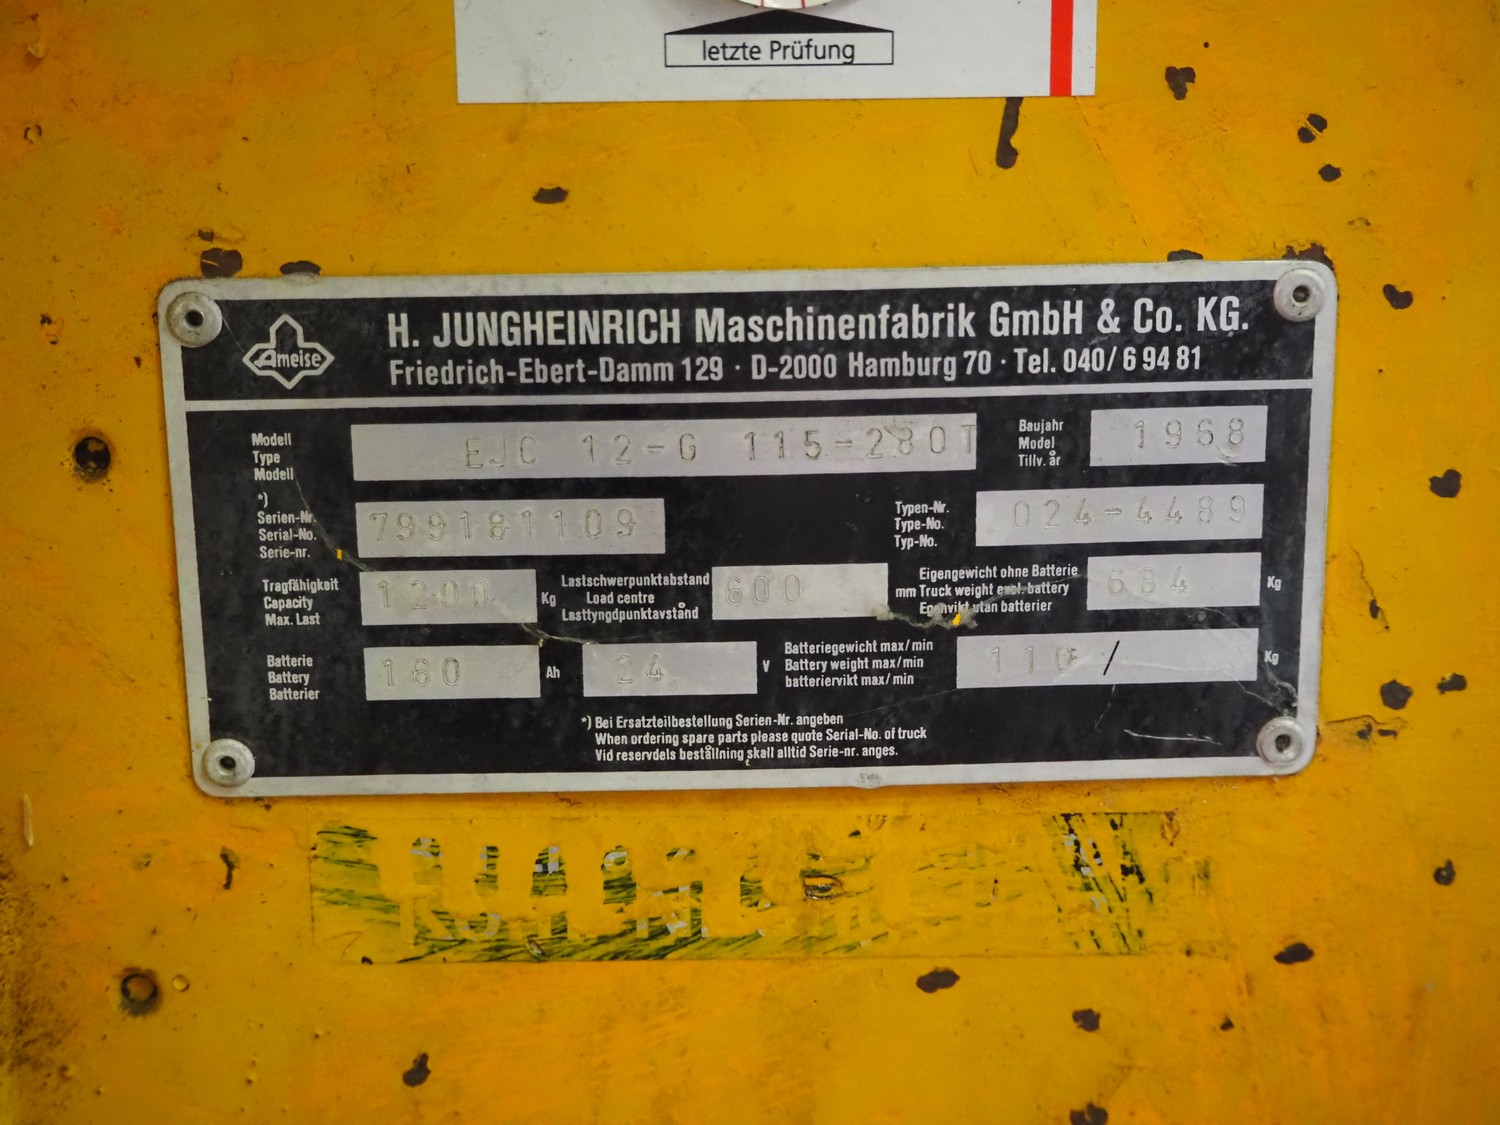 letzte Prüfung
Ameise
H. JUNGHEINRICH Maschinenfabrik GmbH & Co. KG.
Friedrich-Ebert-Damm 129 · D-2000 Hamburg 70 · Tel. 040/6 94 81
Modell
Type
Modell
EJC 12-G 115-280T
Baujahr
Model
Tillv. år
1968
*)
Serien-Nr.
Serial-No.
Serie-nr.
799181109
Typen-Nr.
Type-No.
Typ-No.
024-4489
Tragfähigkeit
Capacity
Max. Last
1200
Kg
Lastschwerpunktabstand
Load centre
Lasttyngdpunktavstånd
600
mm
Eigengewicht ohne Batterie
Truck weight excl. battery
Egenvikt utan batterier
684
Kg
Batterie
Battery
Batterier
160
Ah
24
V
Batteriegewicht max/min
Battery weight max/min
batteriervikt max/min
/
Kg
*) Bei Ersatzteilbestellung Serien-Nr. angeben
When ordering spare parts please quote Serial-No. of truck
Vid reservdels beställning skall alltid Serie-nr. anges.